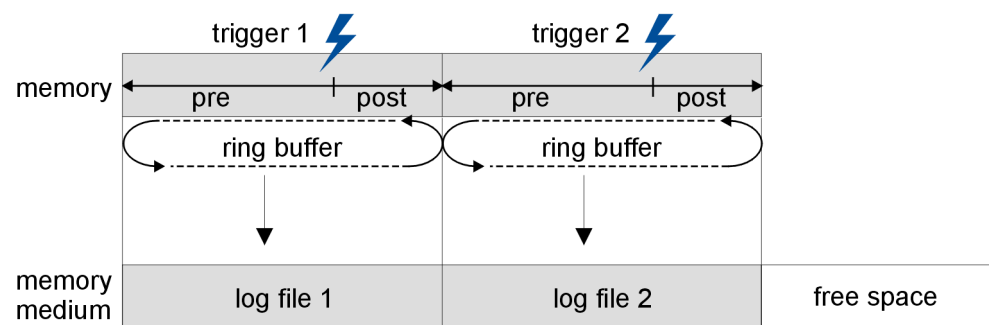 trigger 1
trigger 2
memory
pre
post
pre
post
ring buffer
ring buffer
memory
medium
log file 1
log file 2
free space